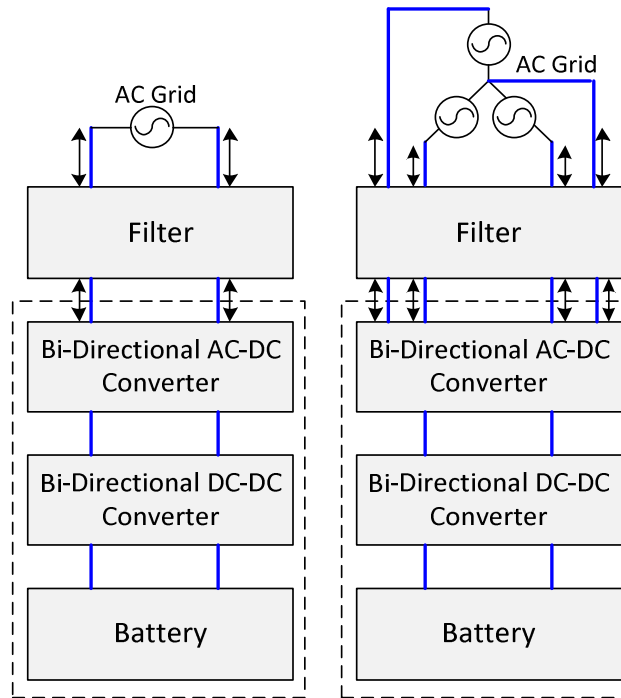 AC Grid
Filter
Bi-Directional AC-DC
Converter
Bi-Directional DC-DC
Converter
Battery
AC Grid
Filter
Bi-Directional AC-DC
Converter
Bi-Directional DC-DC
Converter
Battery